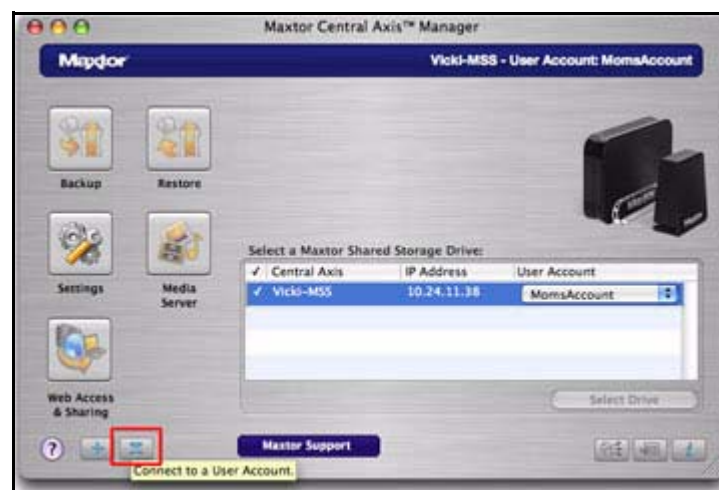 Maxtor Central Axis™ Manager
Maxtor
Vicki-MSS - User Account: MomsAccount
Backup
Restore
Settings
Media Server
Web Access & Sharing
Select a Maxtor Shared Storage Drive:
✓ Central Axis IP Address User Account
✓ Vicki-MSS 10.24.11.38 MomsAccount
Select Drive
?
Maxtor Support
Connect to a User Account.